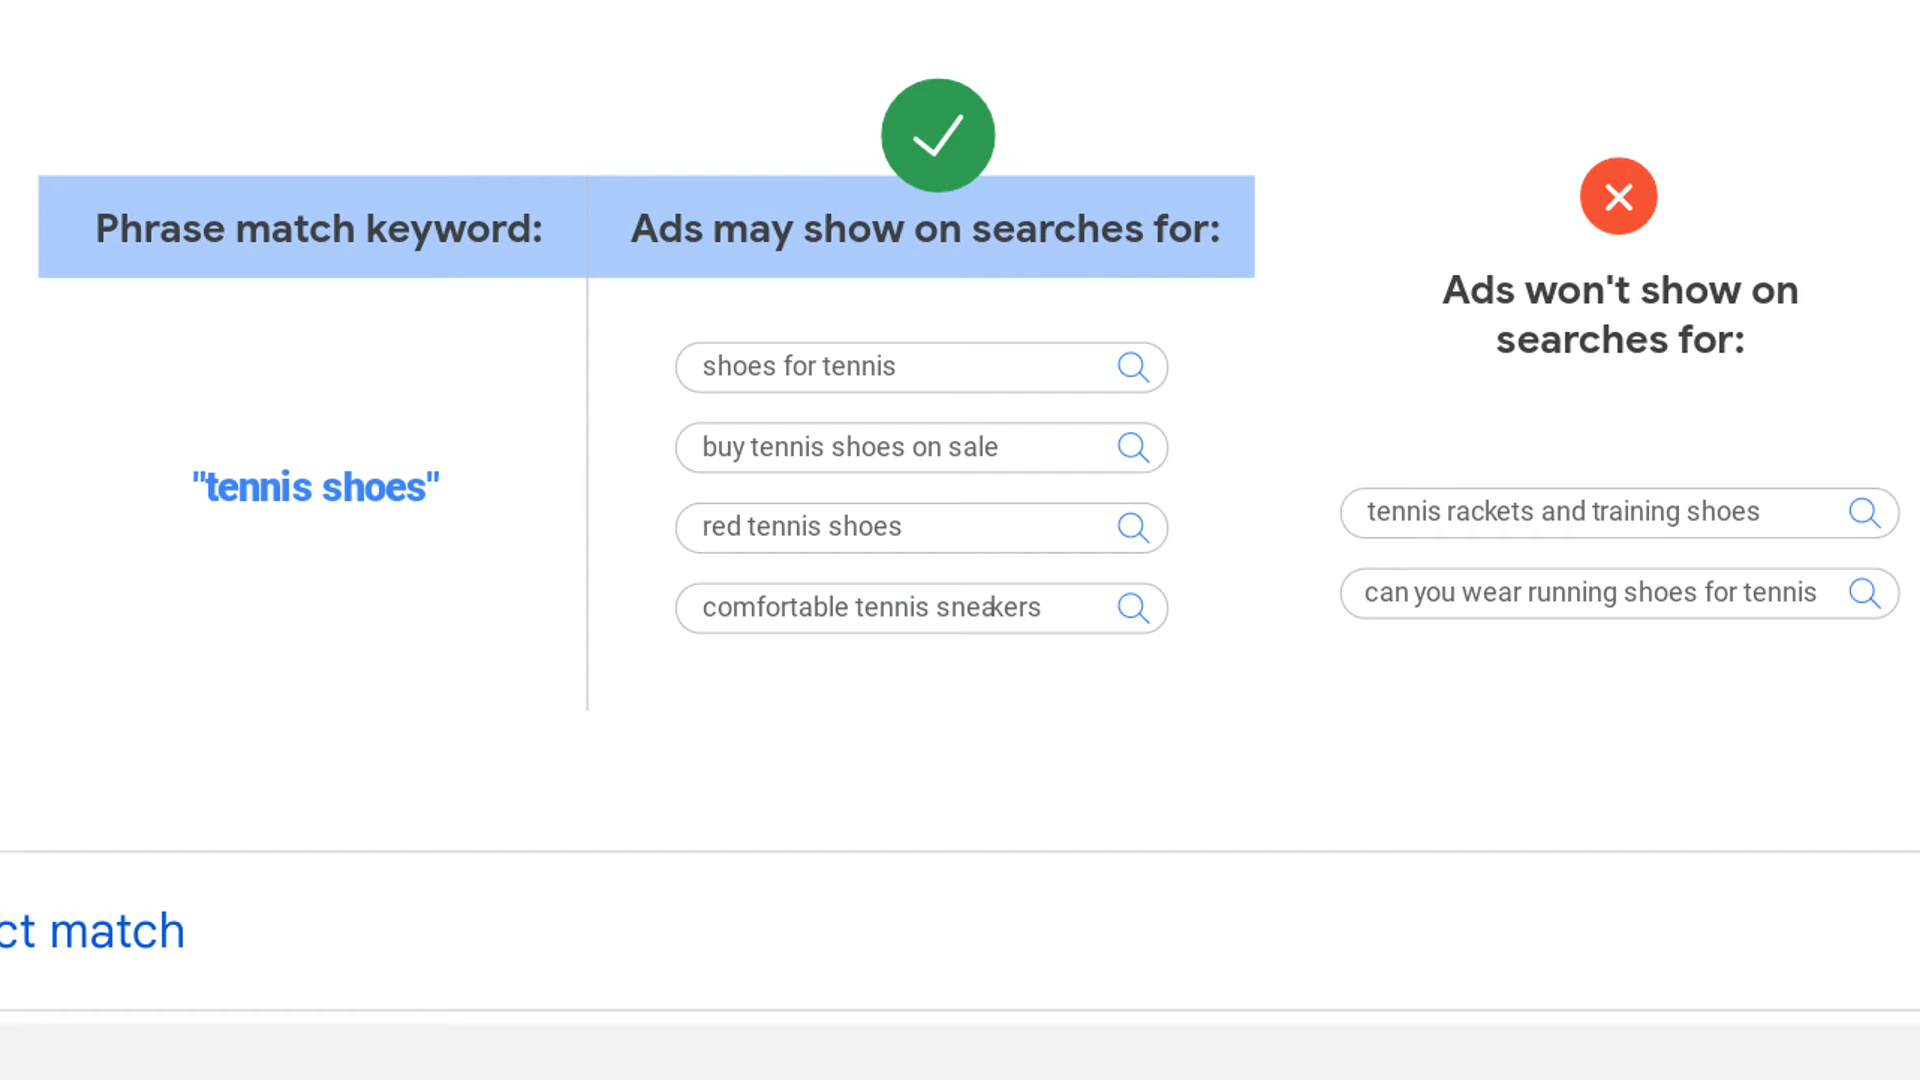 Phrase match keyword:
Ads may show on searches for:
"tennis shoes"
shoes for tennis
buy tennis shoes on sale
red tennis shoes
comfortable tennis sneakers
Ads won't show on
searches for:
tennis rackets and training shoes
can you wear running shoes for tennis
ct match